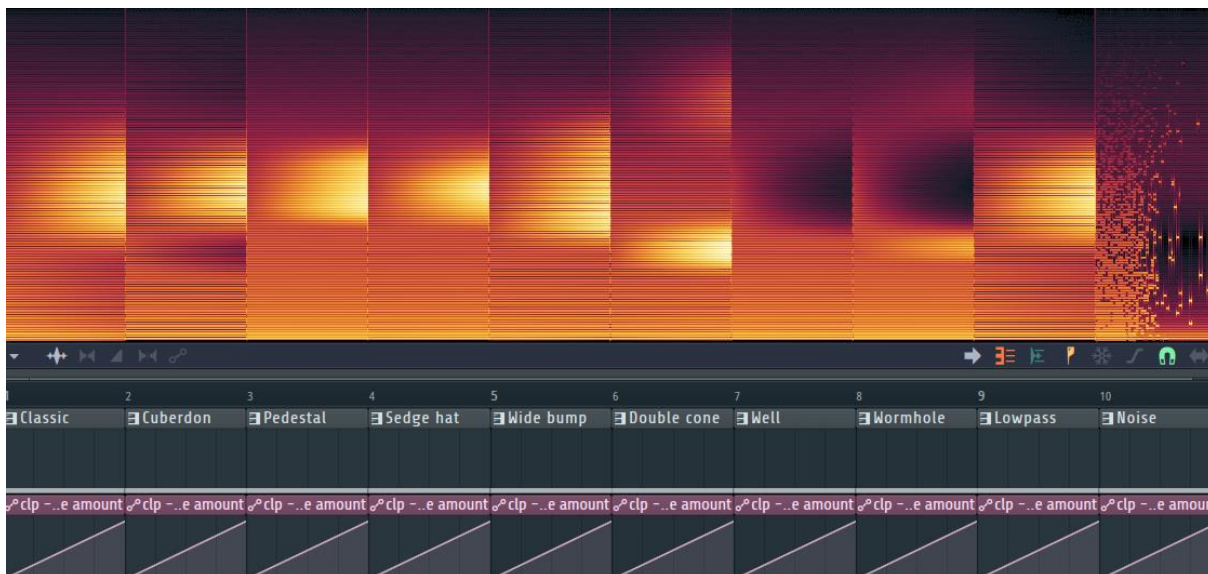 1 2 3 4 5 6 7 8 9 10
Classic Cuberdon Pedestal Sedge hat Wide bump Double cone Well Wormhole Lowpass Noise
clp -..e amount clp -..e amount clp -..e amount clp -..e amount clp -..e amount clp -..e amount clp -..e amount clp -..e amount clp -..e amount clp -..e amou